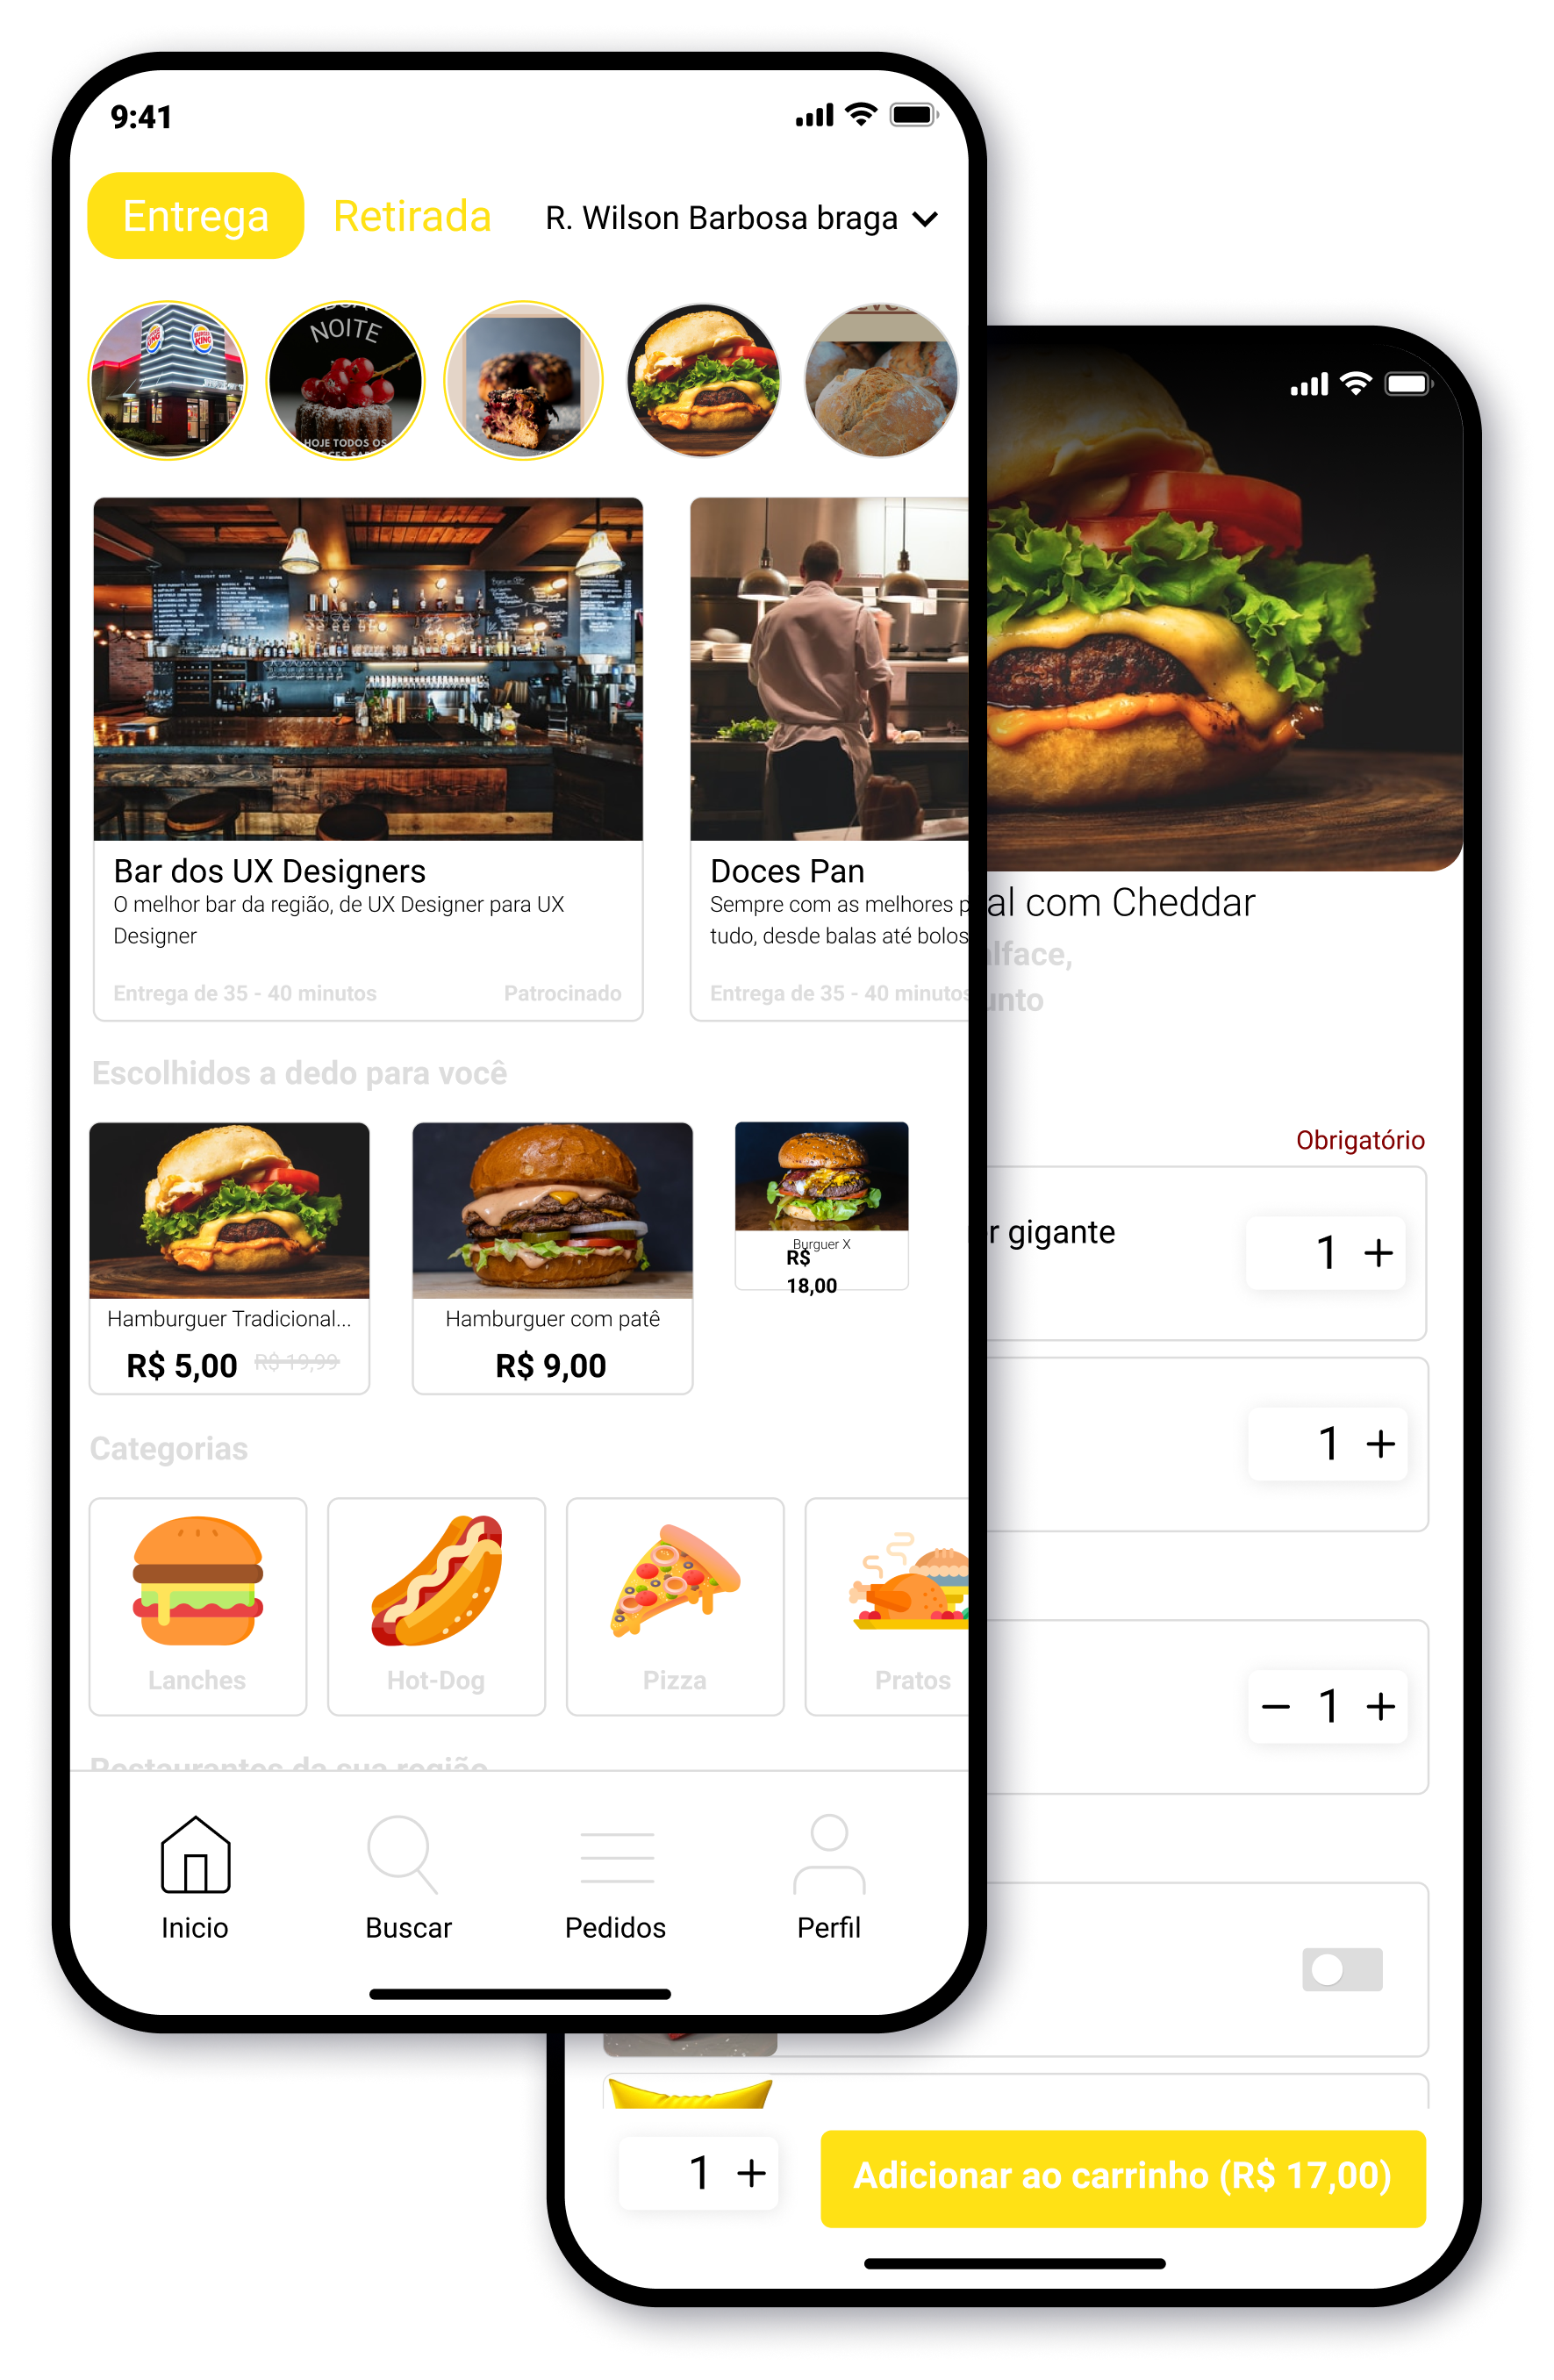 9:41
Entrega Retirada R. Wilson Barbosa braga
BURGER KING
NOITE
HOJE TODOS OS
Bar dos UX Designers
O melhor bar da região, de UX Designer para UX
Designer
Entrega de 35 - 40 minutos Patrocinado
Doces Pan
Sempre com as melhores
tudo, desde balas até bolos
Entrega de 35 - 40 minutos
Escolhidos a dedo para você
Hamburguer Tradicional...
R$ 5,00 R$ 19,99
Hamburguer com patê
R$ 9,00
Burguer X
R$
18,00
Categorias
Lanches
Hot-Dog
Pizza
Pratos
Restaurantes da sua região
Inicio
Buscar
Pedidos
Perfil
al com Cheddar
lface,
unto
Obrigatório
r gigante
1 +
1 +
− 1 +
1 +
Adicionar ao carrinho (R$ 17,00)